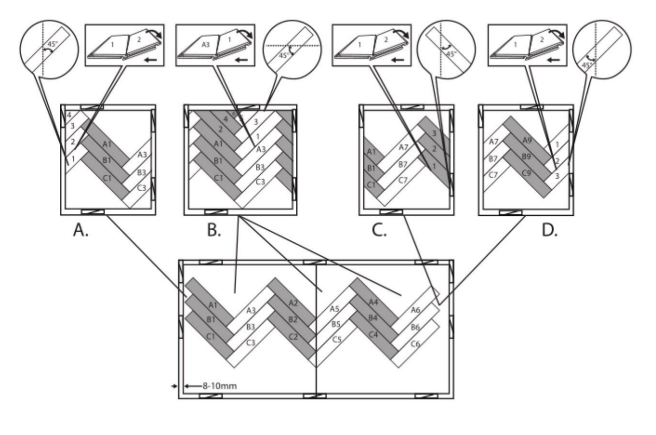 45°
1 2
A3 1
45°
1 2
45°
1 2
45°
4
3
2
1
A1
B1
C1
A3
B3
C3
4
3
2
1
A1
B1
C1
A3
B3
C3
A1
B1
C1
A7
B7
C7
3
2
1
A7
B7
C7
A9
B9
C9
1
2
3
A. B. C. D.
A1 A3 A2 A5 A4 A6
B1 B3 B2 B5 B4 B6
C1 C3 C2 C5 C4 C6
8-10mm